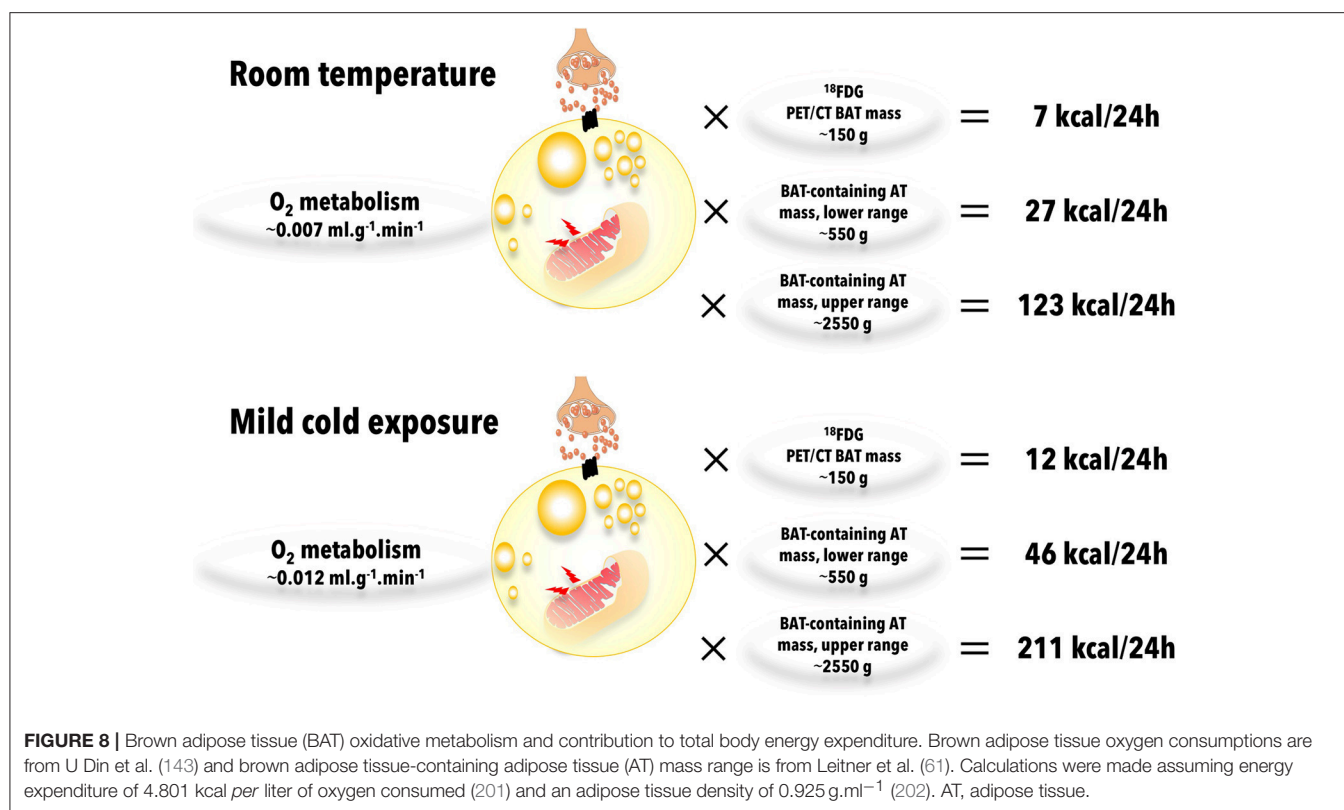 Room temperature
O₂ metabolism
~0.007 ml.g⁻¹.min⁻¹
×
¹⁸FDG
PET/CT BAT mass
~150 g
= 7 kcal/24h
×
BAT-containing AT
mass, lower range
~550 g
= 27 kcal/24h
×
BAT-containing AT
mass, upper range
~2550 g
= 123 kcal/24h
Mild cold exposure
O₂ metabolism
~0.012 ml.g⁻¹.min⁻¹
×
¹⁸FDG
PET/CT BAT mass
~150 g
= 12 kcal/24h
×
BAT-containing AT
mass, lower range
~550 g
= 46 kcal/24h
×
BAT-containing AT
mass, upper range
~2550 g
= 211 kcal/24h
FIGURE 8 | Brown adipose tissue (BAT) oxidative metabolism and contribution to total body energy expenditure. Brown adipose tissue oxygen consumptions are
from U Din et al. (143) and brown adipose tissue-containing adipose tissue (AT) mass range is from Leitner et al. (61). Calculations were made assuming energy
expenditure of 4.801 kcal per liter of oxygen consumed (201) and an adipose tissue density of 0.925 g.ml⁻¹ (202). AT, adipose tissue.